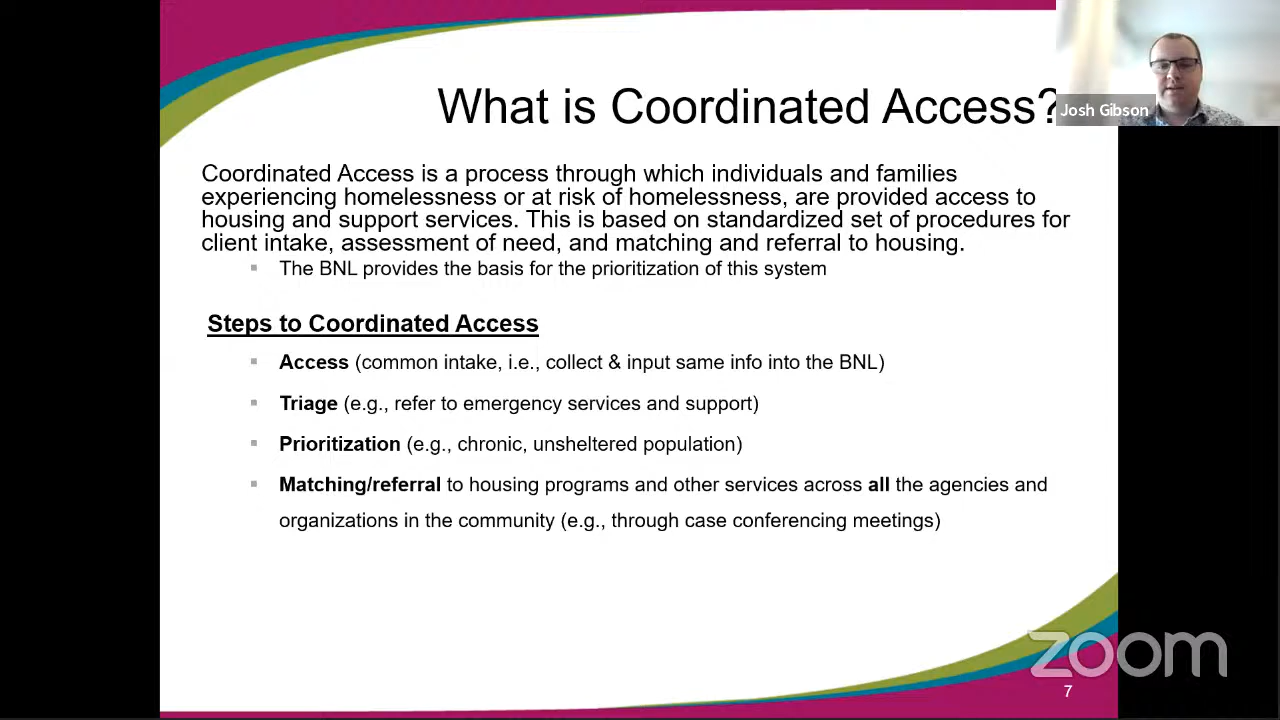 What is Coordinated Access?
Josh Gibson
Coordinated Access is a process through which individuals and families
experiencing homelessness or at risk of homelessness, are provided access to
housing and support services. This is based on standardized set of procedures for
client intake, assessment of need, and matching and referral to housing.
The BNL provides the basis for the prioritization of this system
Steps to Coordinated Access
Access (common intake, i.e., collect & input same info into the BNL)
Triage (e.g., refer to emergency services and support)
Prioritization (e.g., chronic, unsheltered population)
Matching/referral to housing programs and other services across all the agencies and
organizations in the community (e.g., through case conferencing meetings)
zoom
7